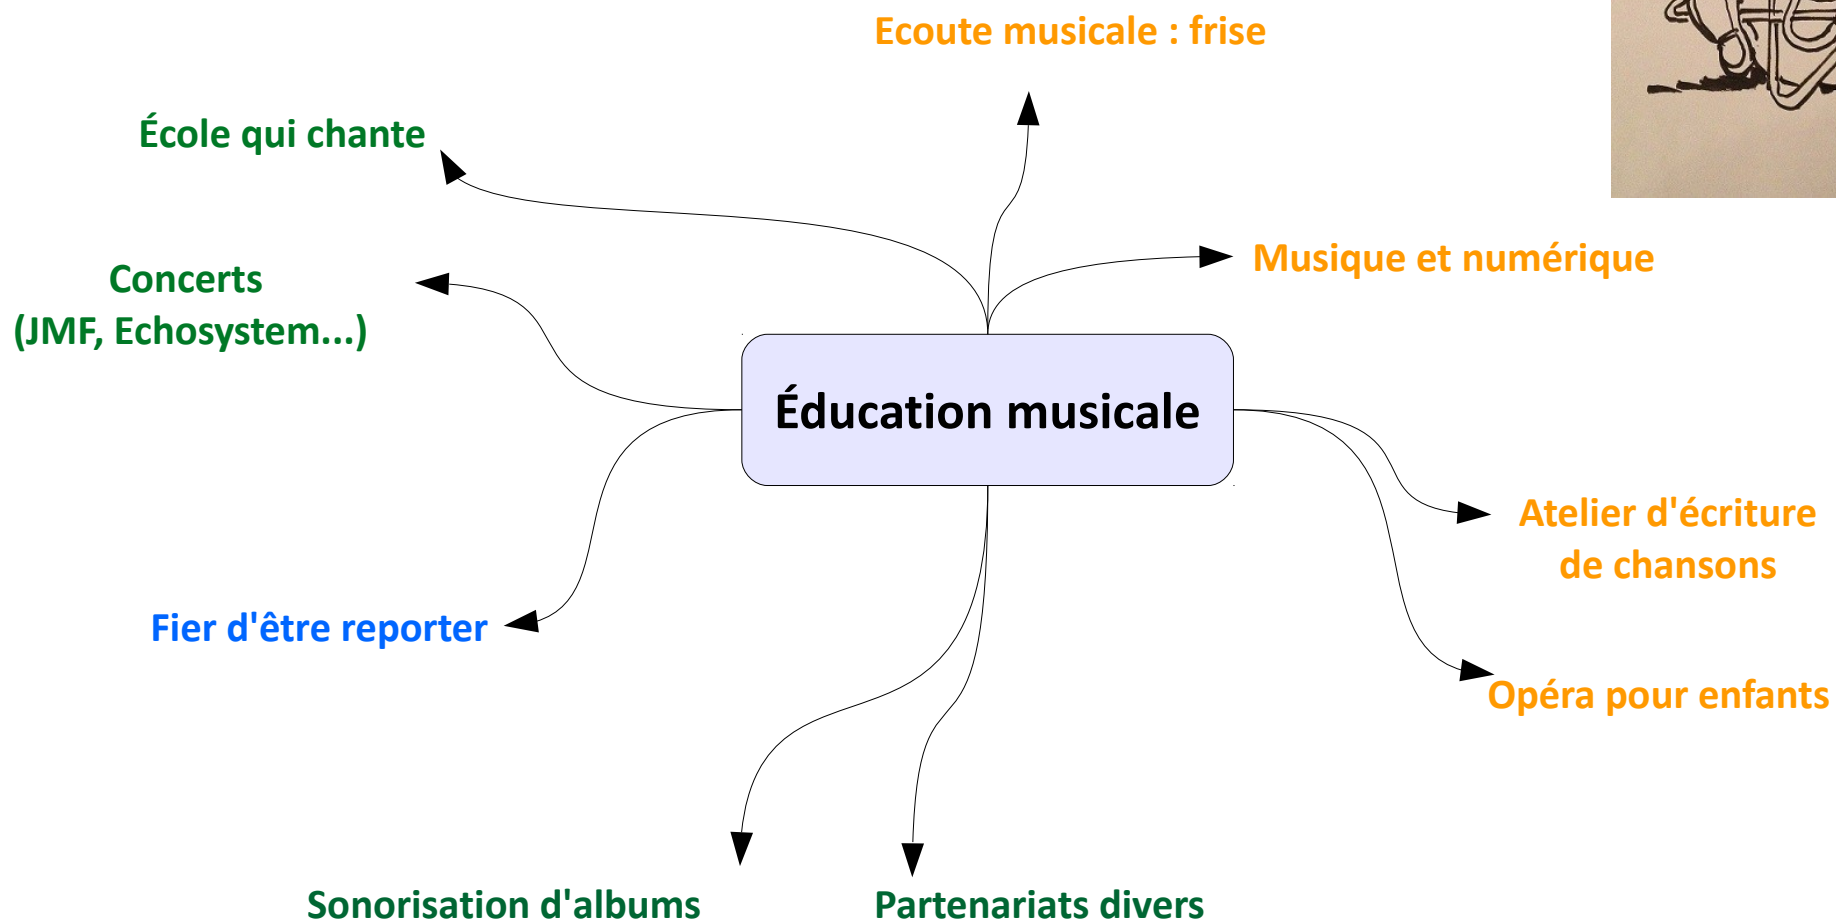 Ecoute musicale : frise
École qui chante
Musique et numérique
Concerts
(JMF, Echosystem...)
Éducation musicale
Atelier d'écriture
de chansons
Fier d'être reporter
Opéra pour enfants
Sonorisation d'albums
Partenariats divers